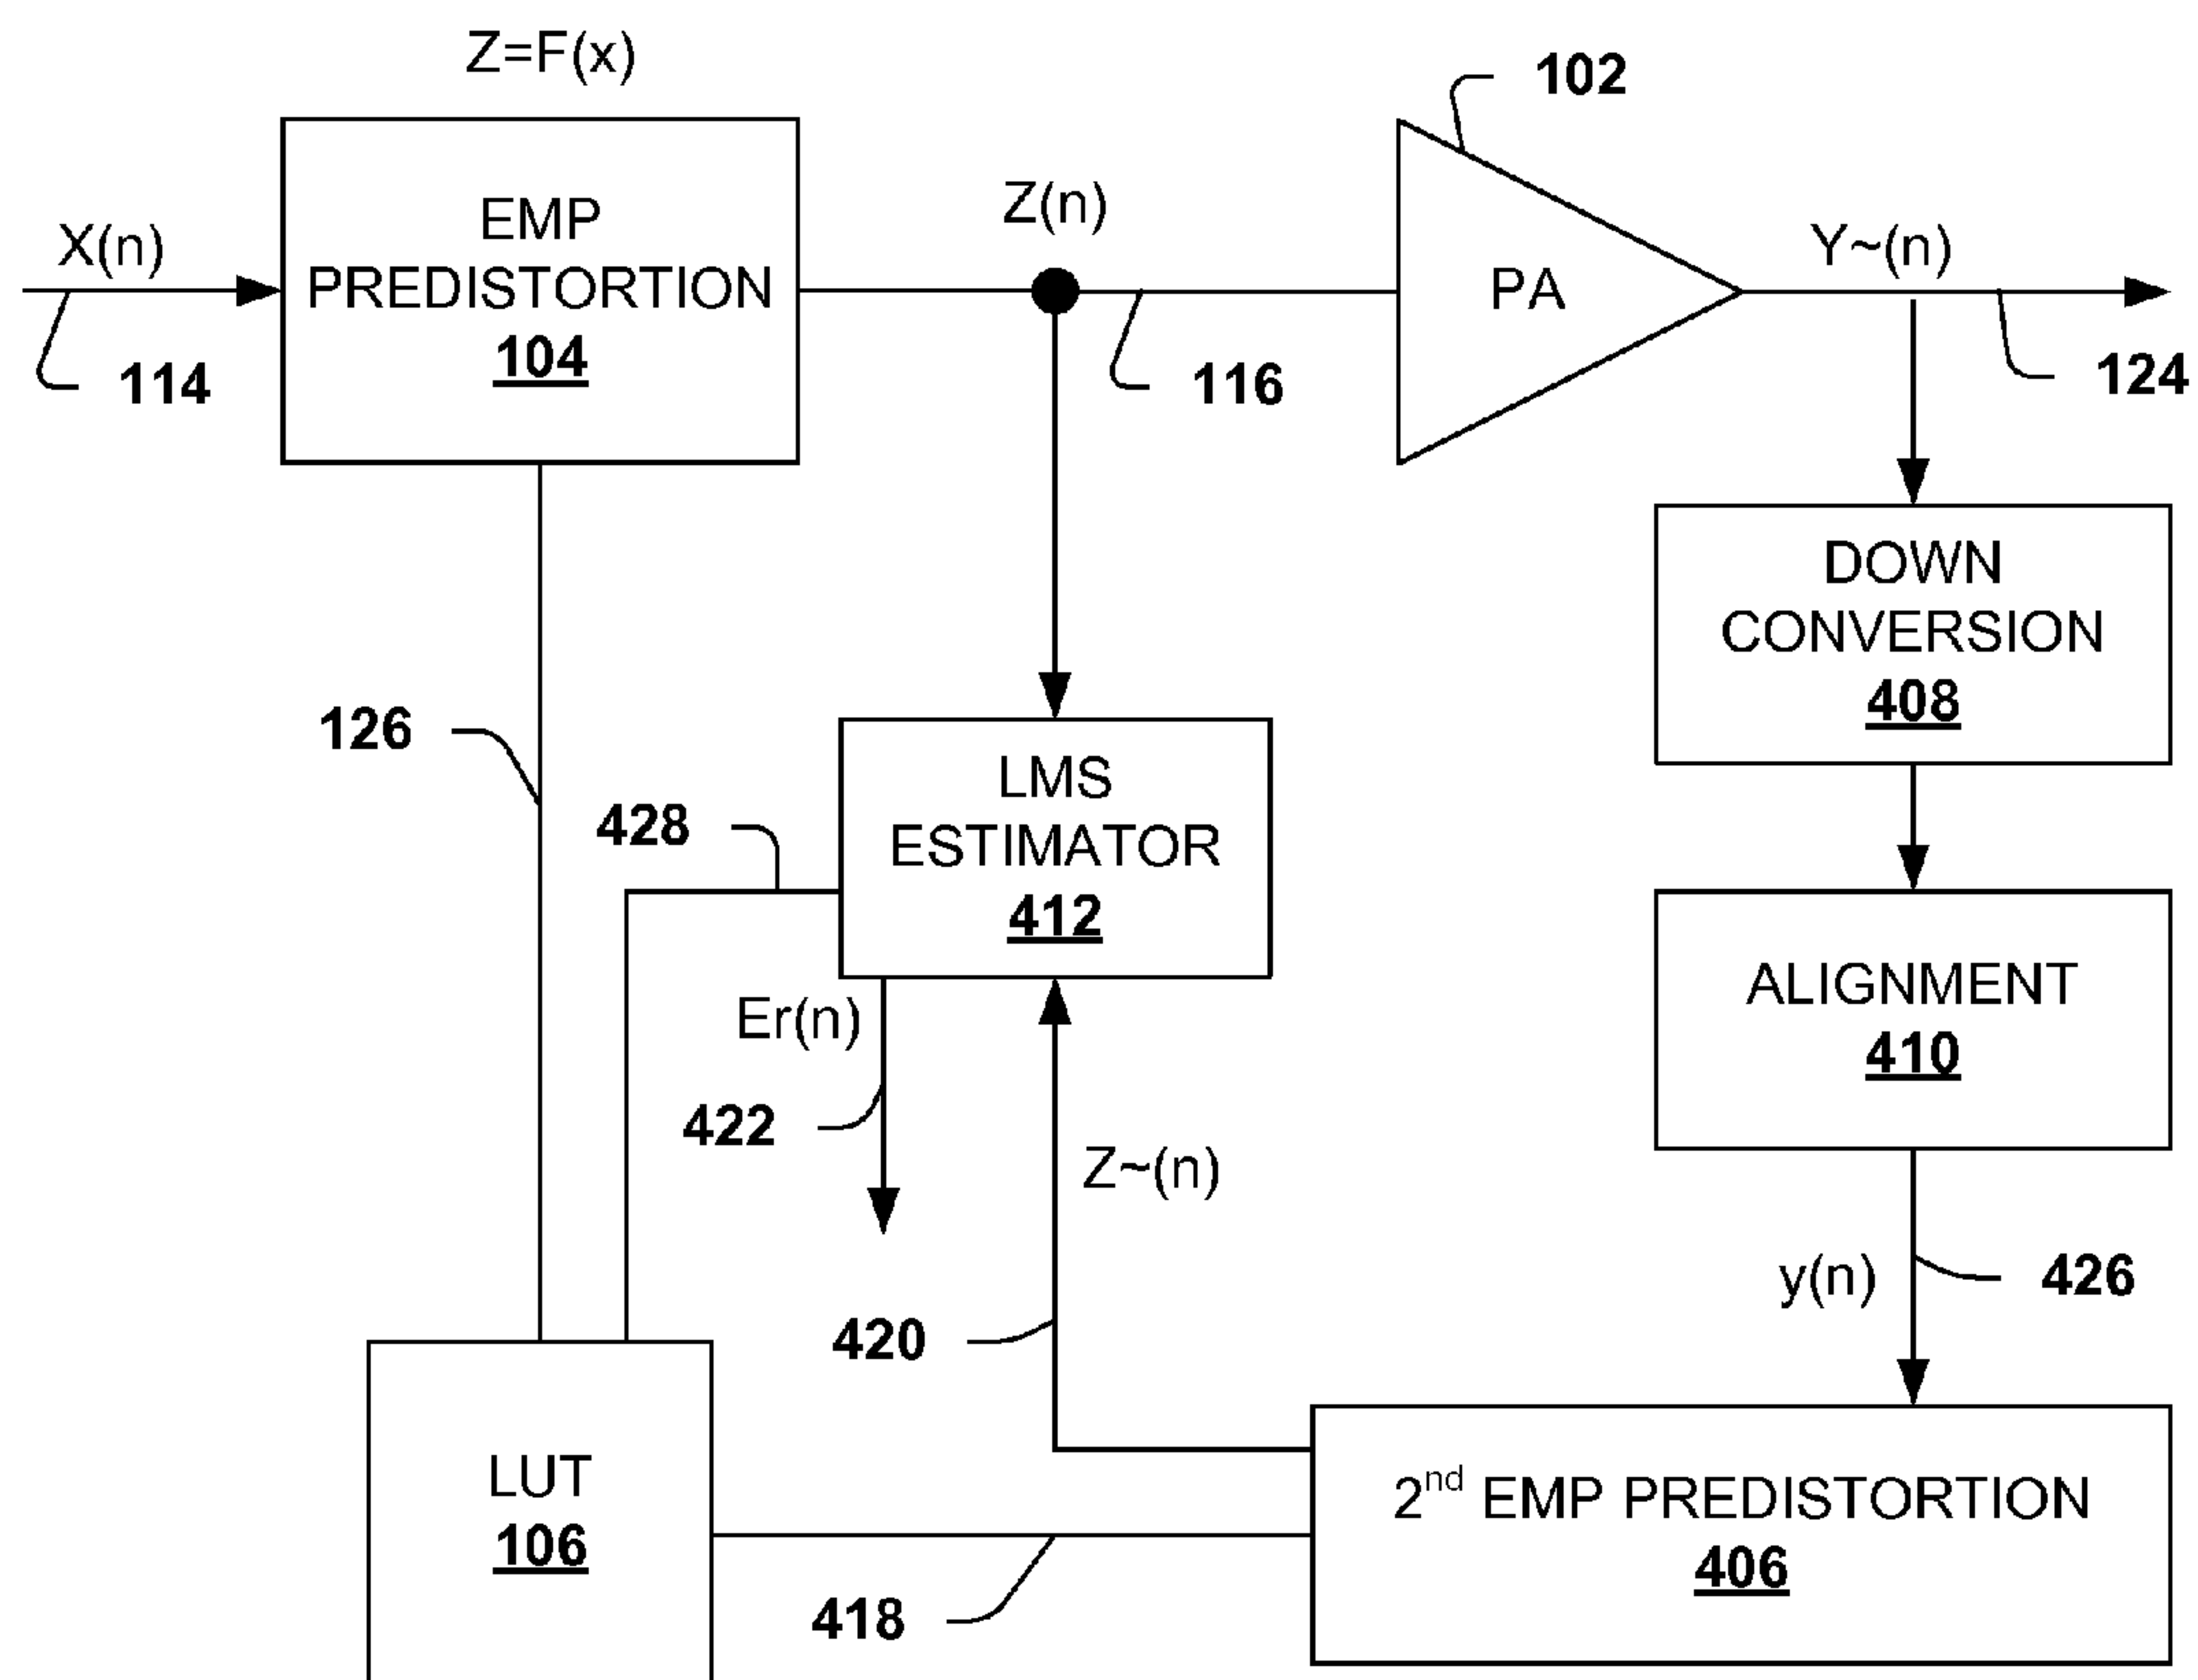 Z=F(x)
102
EMP
PREDISTORTION
104
X(n)
114
Z(n)
116
PA
Y~(n)
124
DOWN
CONVERSION
408
126
428
LMS
ESTIMATOR
412
ALIGNMENT
410
Er(n)
422
Z~(n)
420
y(n)
426
LUT
106
418
2nd EMP PREDISTORTION
406